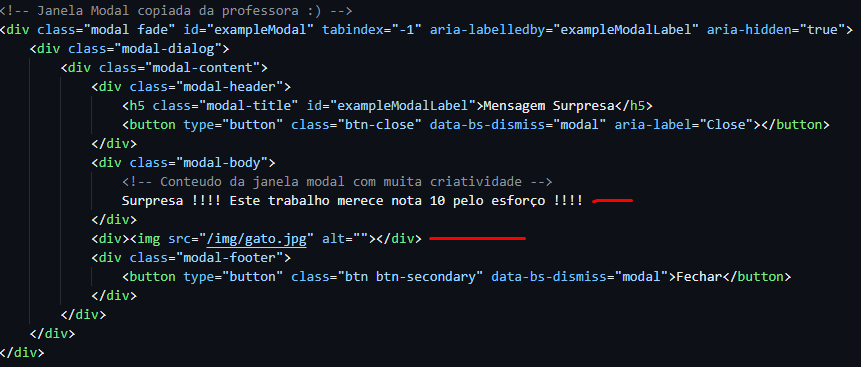 <!-- Janela Modal copiada da professora :) -->
<div class="modal fade" id="exampleModal" tabindex="-1" aria-labelledby="exampleModalLabel" aria-hidden="true">
<div class="modal-dialog">
<div class="modal-content">
<div class="modal-header">
<h5 class="modal-title" id="exampleModalLabel">Mensagem Surpresa</h5>
<button type="button" class="btn-close" data-bs-dismiss="modal" aria-label="Close"></button>
</div>
<div class="modal-body">
<!-- Conteudo da janela modal com muita criatividade -->
Surpresa !!!! Este trabalho merece nota 10 pelo esforço !!!!
</div>
<div><img src="/img/gato.jpg" alt=""></div>
<div class="modal-footer">
<button type="button" class="btn btn-secondary" data-bs-dismiss="modal">Fechar</button>
</div>
</div>
</div>
</div>